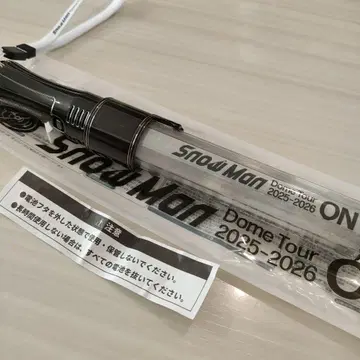 Snow Man
Dome Tour
2025-2026
ON
Snow Man
Dome Tour
2025-2026
注意
●電池フタを外した状態で使用・保管しないでください。
●長時間使用しない場合は、すべての電池を抜いてください。